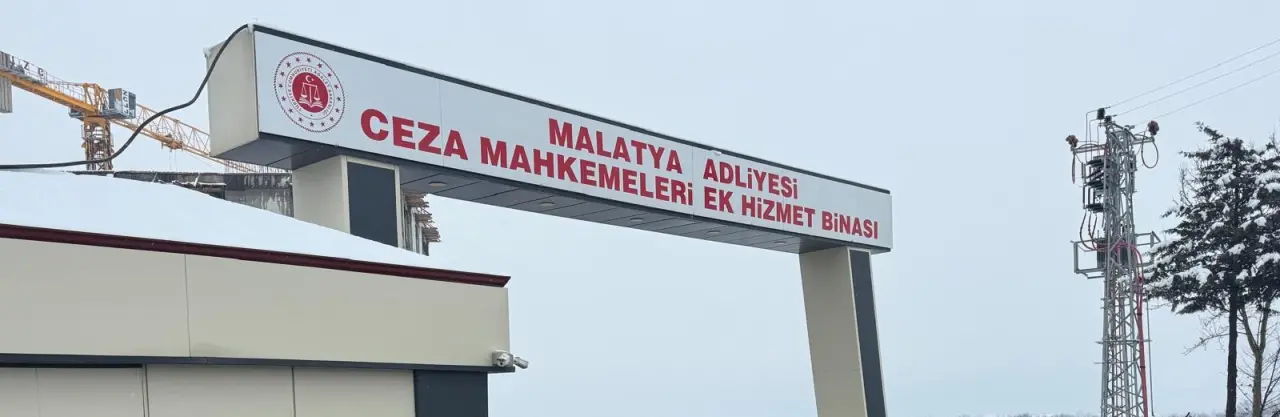 MALATYA ADLİYESİ
CEZA MAHKEMELERİ EK HİZMET BİNASI